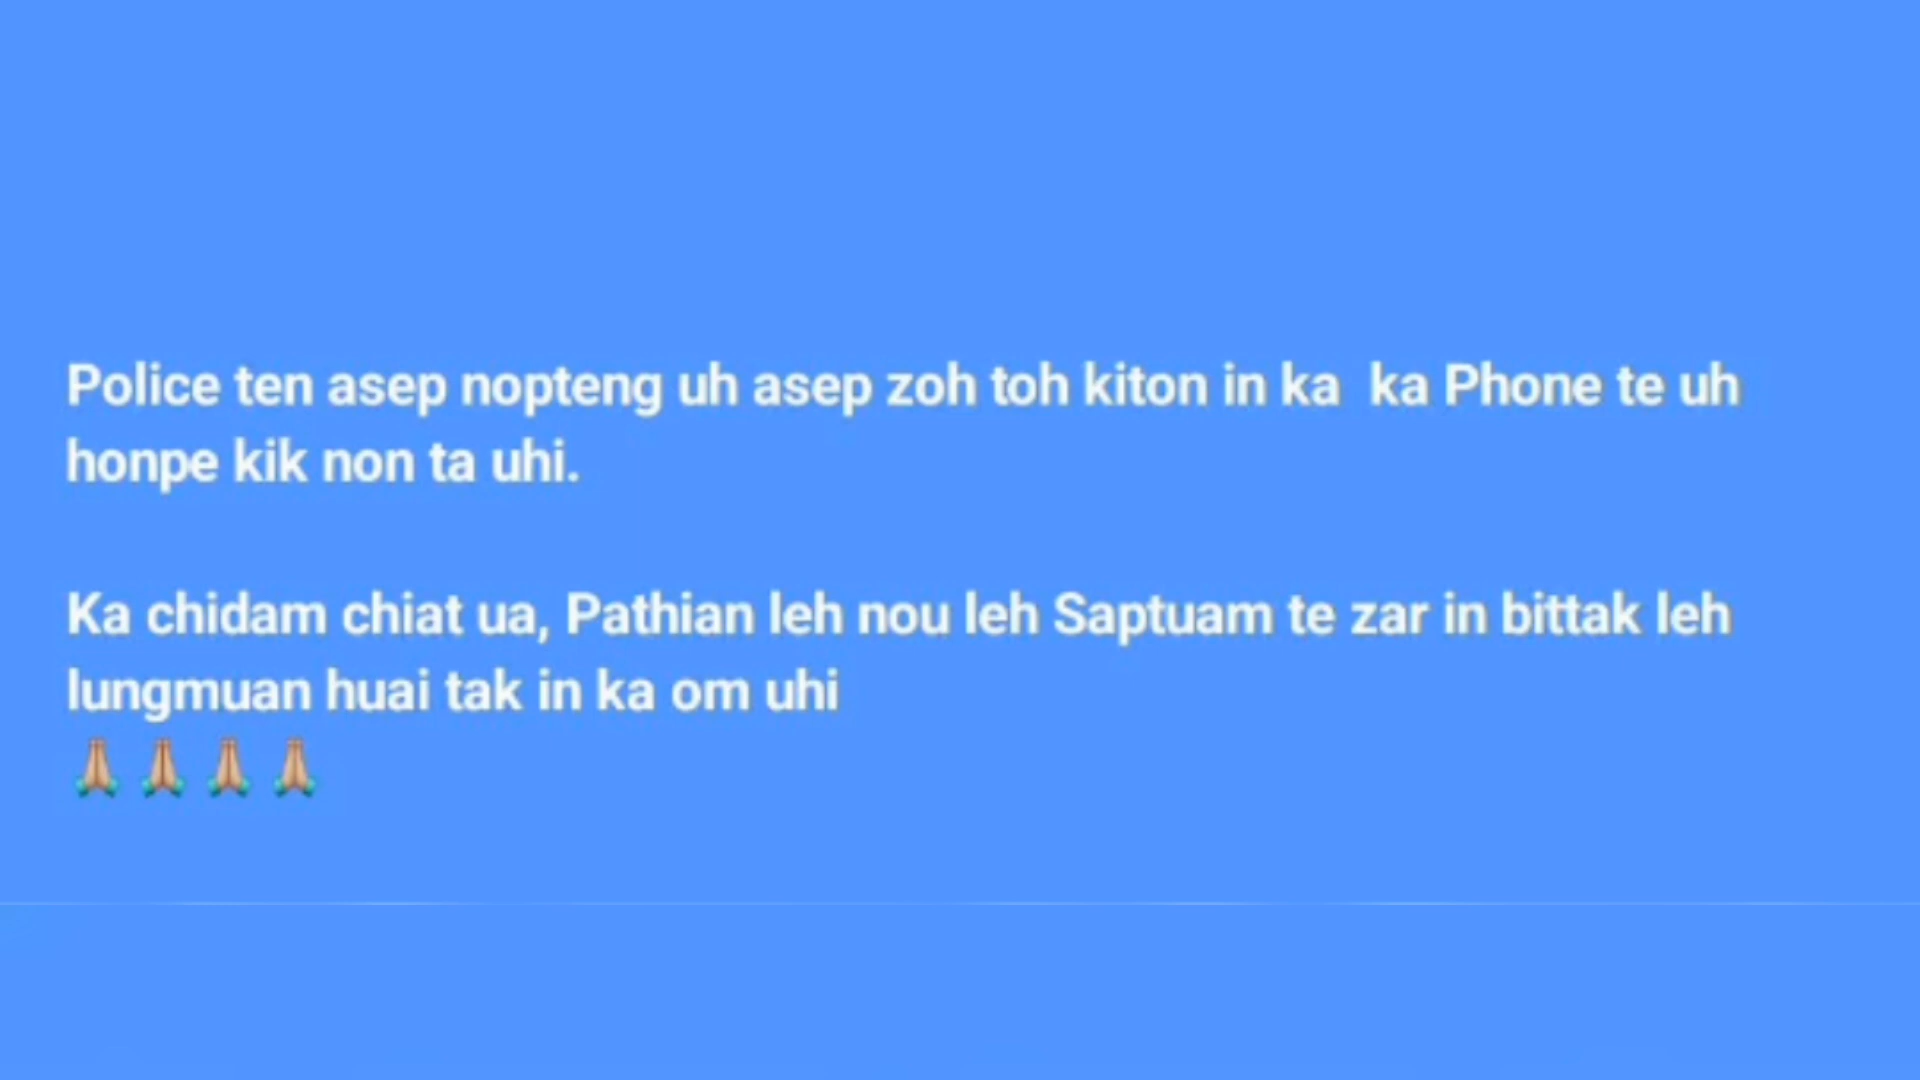 Police ten asep nopteng uh asep zoh toh kiton in ka  ka Phone te uh
honpe kik non ta uhi.
Ka chidam chiat ua, Pathian leh nou leh Saptuam te zar in bittak leh
lungmuan huai tak in ka om uhi
🙏🏼🙏🏼🙏🏼🙏🏼